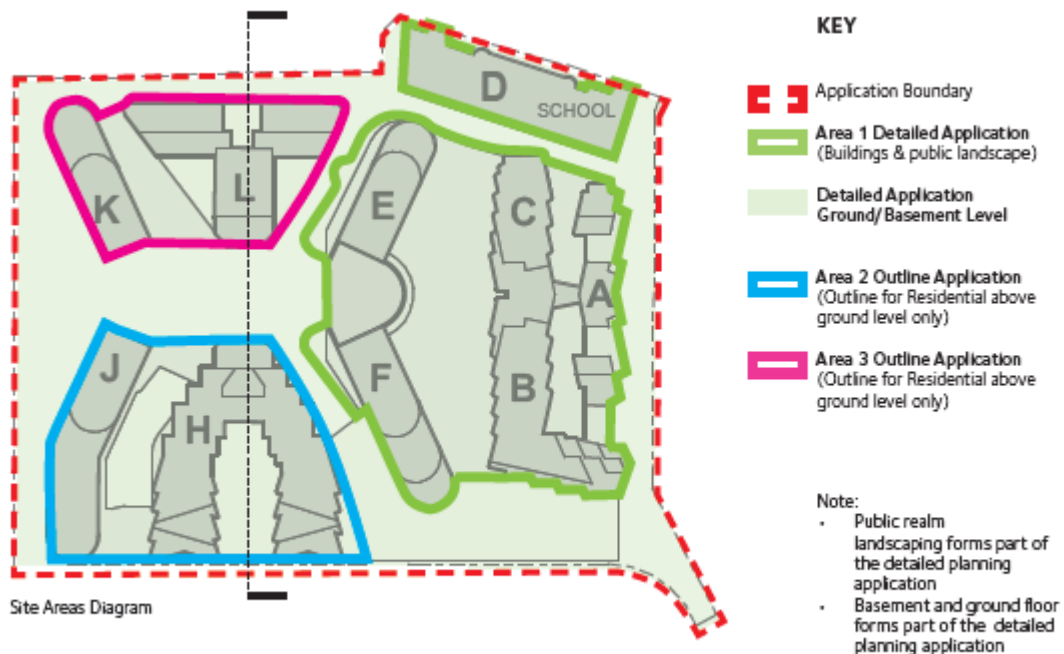 D
SCHOOL
K
L
E
C
A
J
F
B
H
Site Areas Diagram
KEY
Application Boundary
Area 1 Detailed Application
(Buildings & public landscape)
Detailed Application
Ground/Basement Level
Area 2 Outline Application
(Outline for Residential above
ground level only)
Area 3 Outline Application
(Outline for Residential above
ground level only)
Note:
· Public realm
landscaping forms part of
the detailed planning
application
· Basement and ground floor
forms part of the detailed
planning application